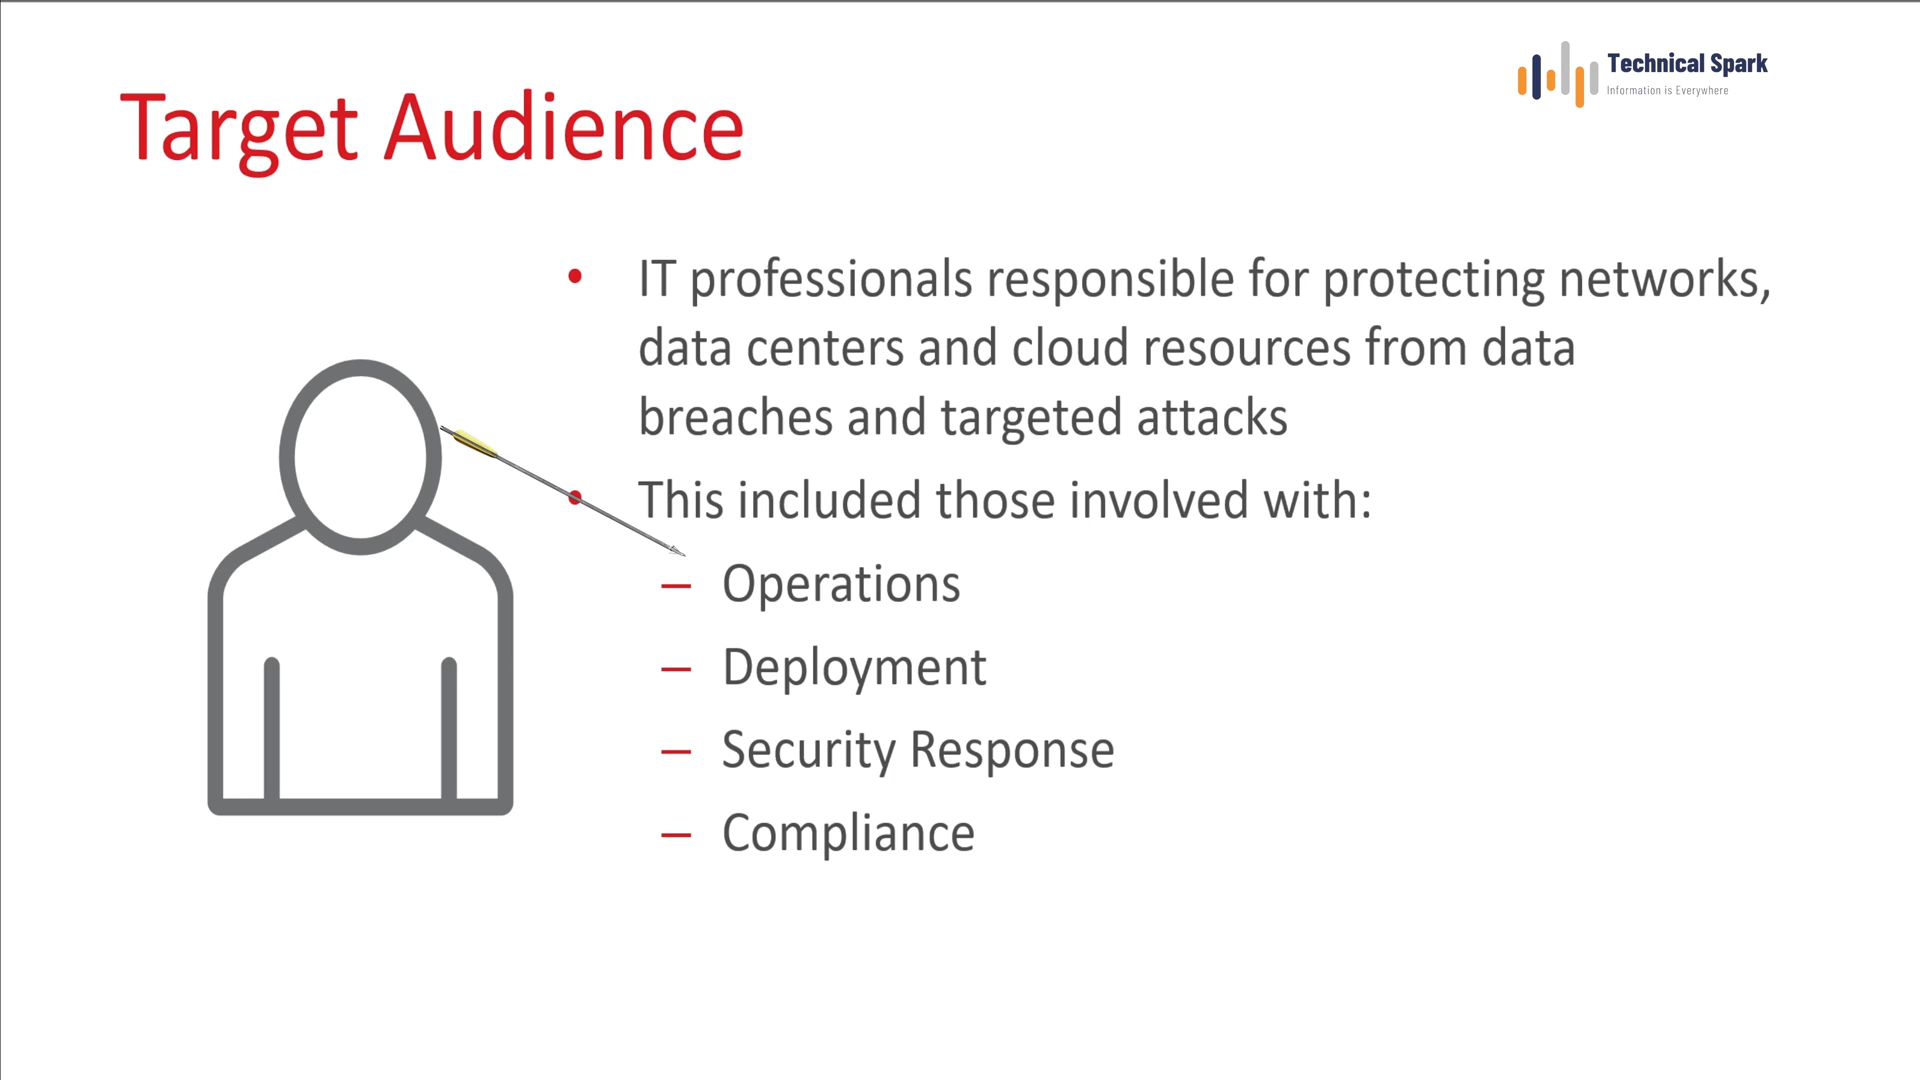 Technical Spark
Information is Everywhere
Target Audience
• IT professionals responsible for protecting networks,
data centers and cloud resources from data
breaches and targeted attacks
• This included those involved with:
– Operations
– Deployment
– Security Response
– Compliance